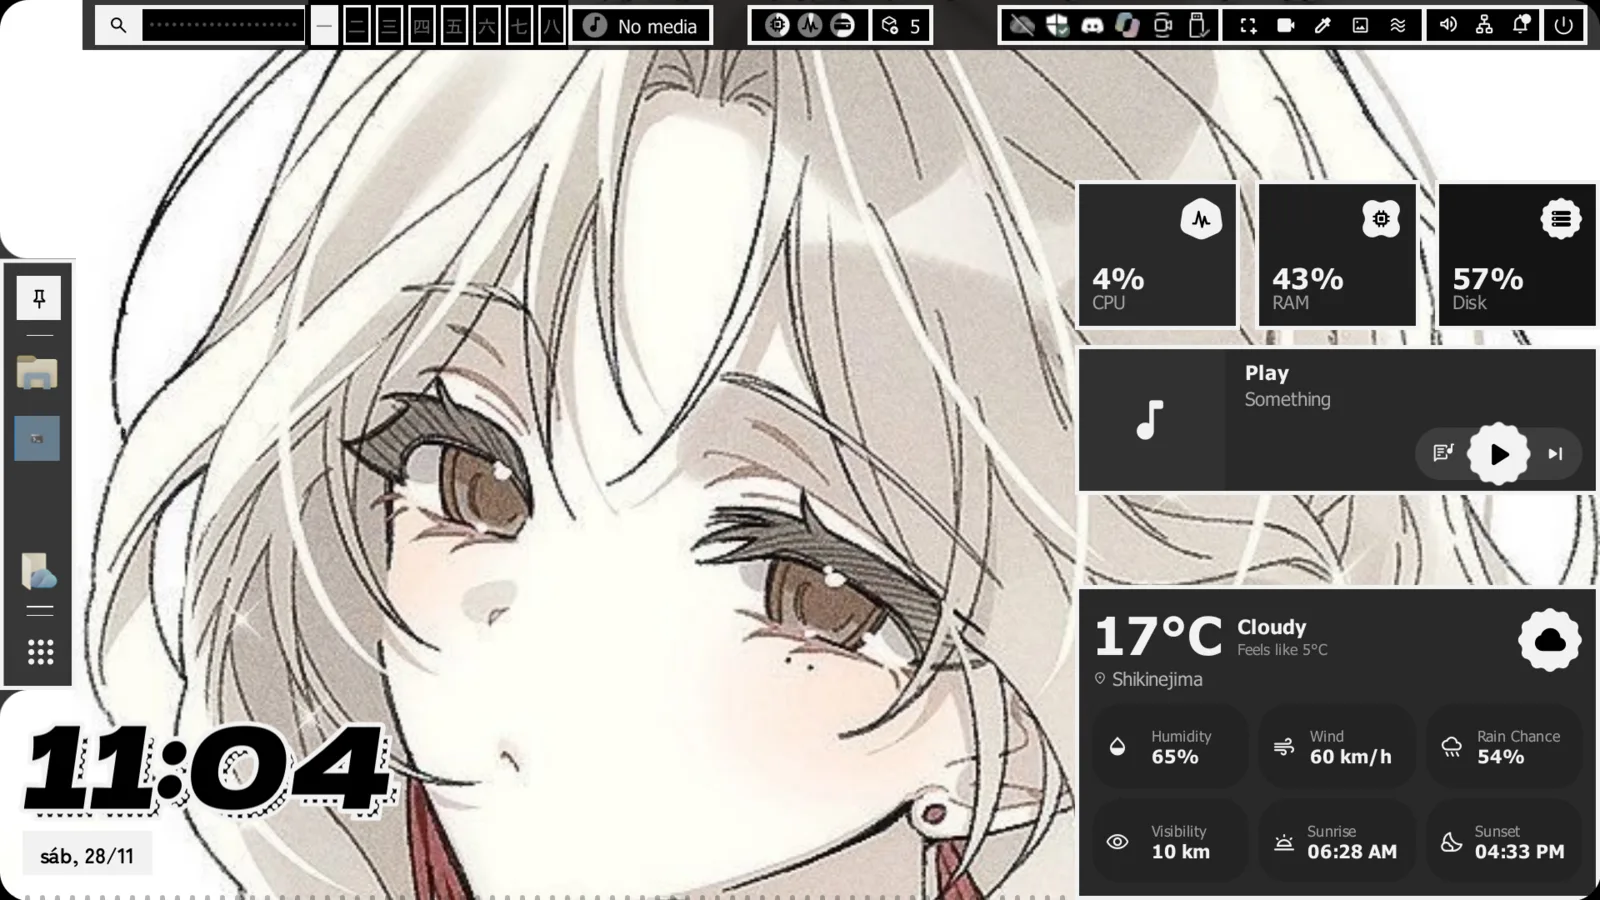 一 二 三 四 五 六 七 八
No media
5
4%
CPU
43%
RAM
57%
Disk
Play
Something
17°C
Cloudy
Feels like 5°C
Shikinejima
Humidity
65%
Wind
60 km/h
Rain Chance
54%
Visibility
10 km
Sunrise
06:28 AM
Sunset
04:33 PM
11:04
sáb, 28/11